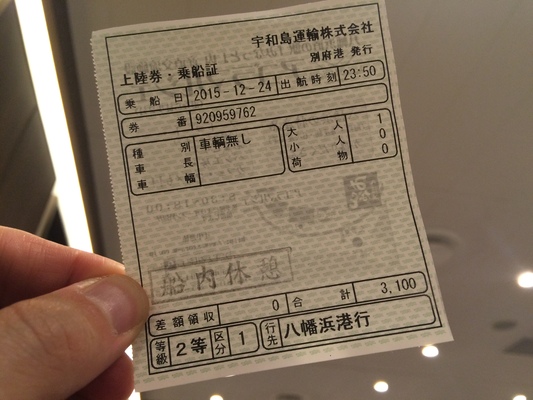 宇和島運輸株式会社
別府港 発行
上陸券・乗船証
乗船日 2015-12-24 出航時刻 23:50
券番 920959762
種別 車輌無し 大人 1
車長 小人 0
車幅 荷物 0
船内休憩
差額領収 0 合計 3,100
等級 2等 区分 1 行先 八幡浜港行